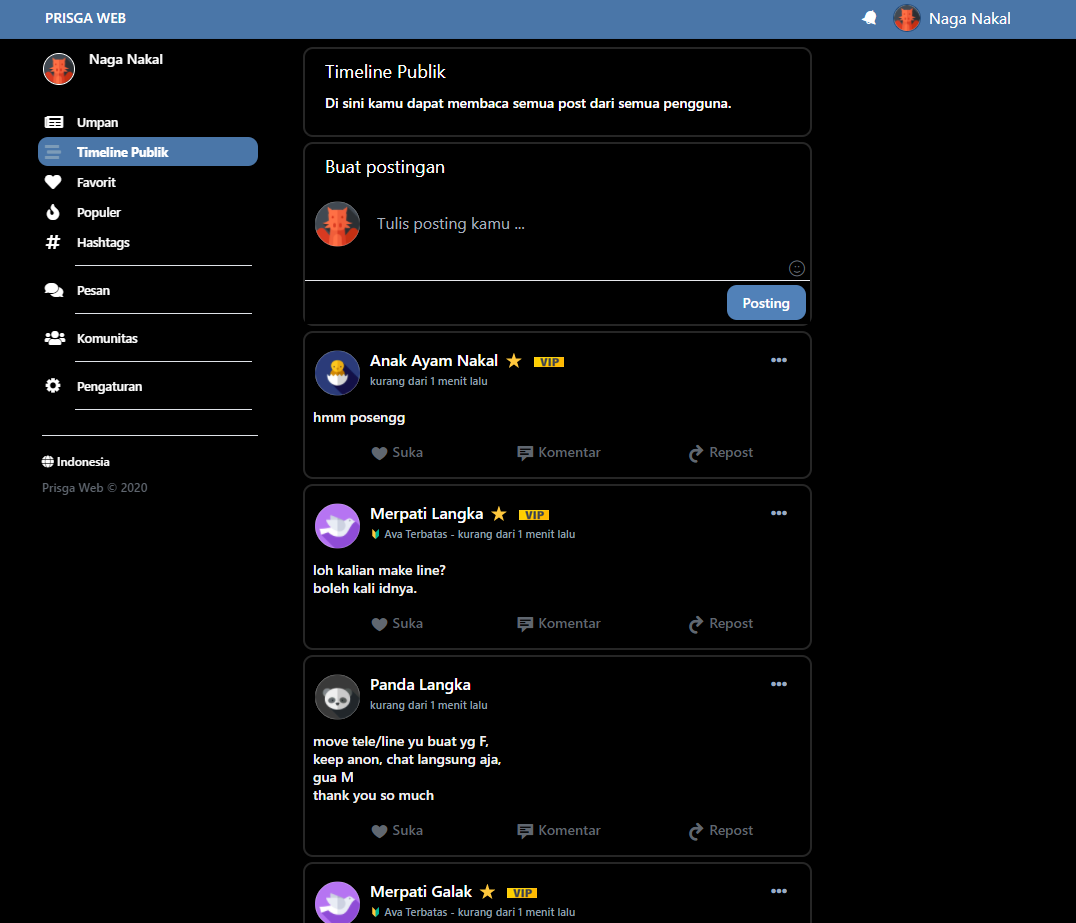 PRISGA WEB
Naga Nakal
Naga Nakal
Umpan
Timeline Publik
Favorit
Populer
Hashtags
Pesan
Komunitas
Pengaturan
Indonesia
Prisga Web © 2020
Timeline Publik
Di sini kamu dapat membaca semua post dari semua pengguna.
Buat postingan
Tulis posting kamu ...
Posting
Anak Ayam Nakal VIP
kurang dari 1 menit lalu
hmm posengg
Suka Komentar Repost
Merpati Langka VIP
Ava Terbatas - kurang dari 1 menit lalu
loh kalian make line?
boleh kali idnya.
Suka Komentar Repost
Panda Langka
kurang dari 1 menit lalu
move tele/line yu buat yg F,
keep anon, chat langsung aja,
gua M
thank you so much
Suka Komentar Repost
Merpati Galak VIP
Ava Terbatas - kurang dari 1 menit lalu